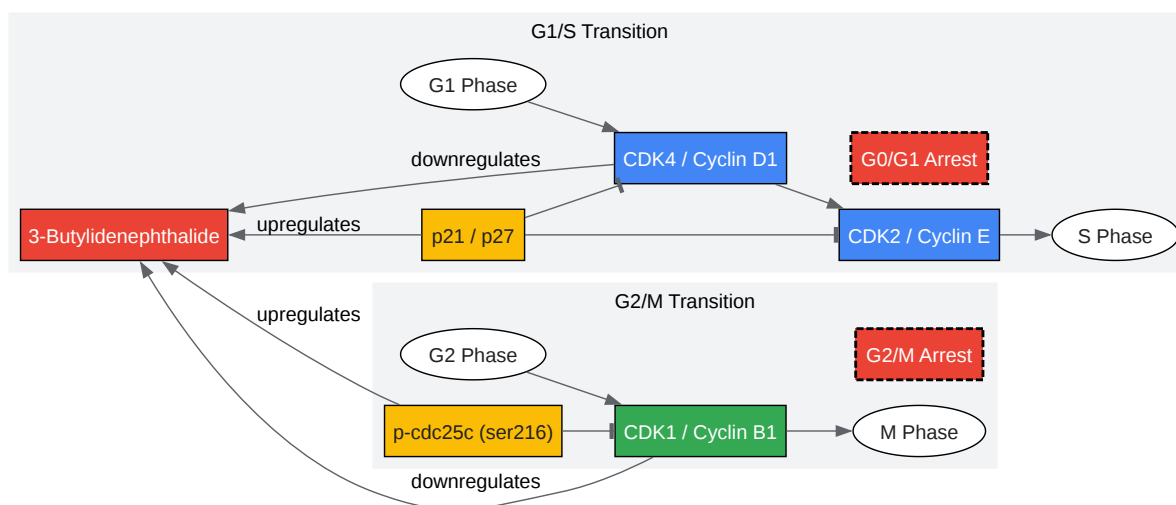 G1/S Transition
G1 Phase
downregulates
CDK4 / Cyclin D1
G0/G1 Arrest
3-Butylidenephthalide
upregulates
p21 / p27
CDK2 / Cyclin E
S Phase
G2/M Transition
upregulates
G2 Phase
G2/M Arrest
p-cdc25c (ser216)
CDK1 / Cyclin B1
M Phase
downregulates